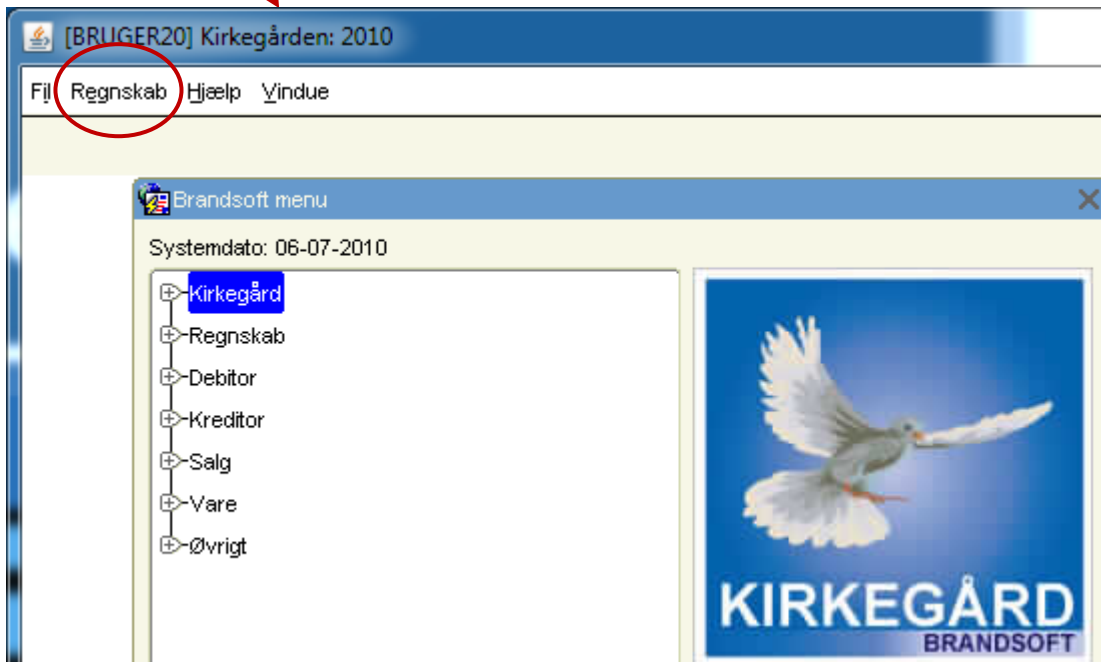 [BRUGER20] Kirkegården: 2010
Fil Regnskab Hjælp Vindue
Brandsoft menu
Systemdato: 06-07-2010
Kirkegård
Regnskab
Debitor
Kreditor
Salg
Vare
Øvrigt
KIRKEGÅRD
BRANDSOFT